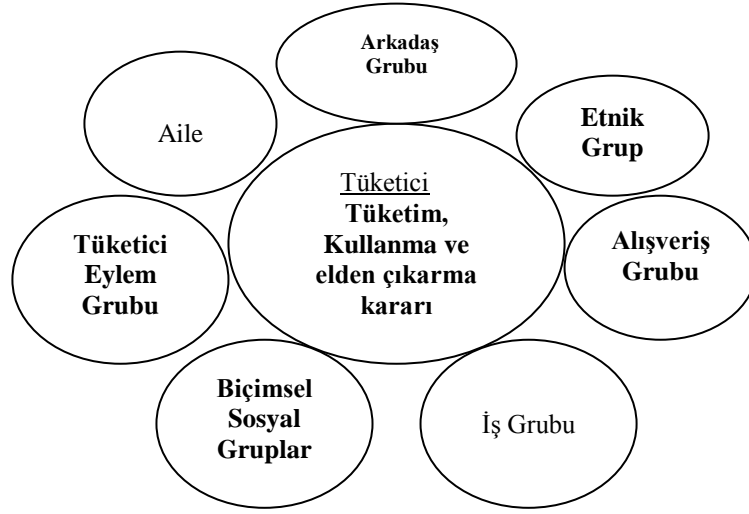 Arkadaş
Grubu
Aile
Etnik
Grup
Tüketici
Tüketim,
Kullanma ve
elden çıkarma
kararı
Tüketici
Eylem
Grubu
Alışveriş
Grubu
Biçimsel
Sosyal
Gruplar
İş Grubu